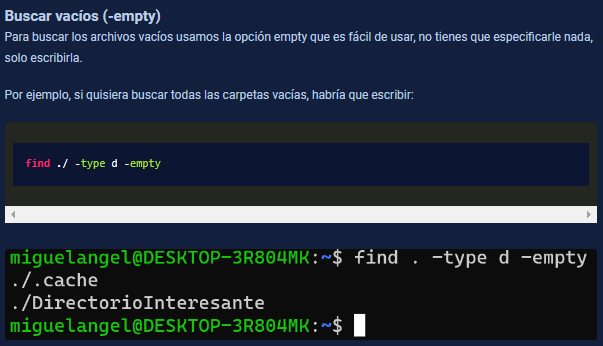 Buscar vacíos (-empty)
Para buscar los archivos vacíos usamos la opción empty que es fácil de usar, no tienes que especificarle nada,
solo escribirla.
Por ejemplo, si quisiera buscar todas las carpetas vacías, habría que escribir:
find ./ -type d -empty
miguelangel@DESKTOP-3R804MK:~$ find . -type d -empty
./.cache
./DirectorioInteresante
miguelangel@DESKTOP-3R804MK:~$